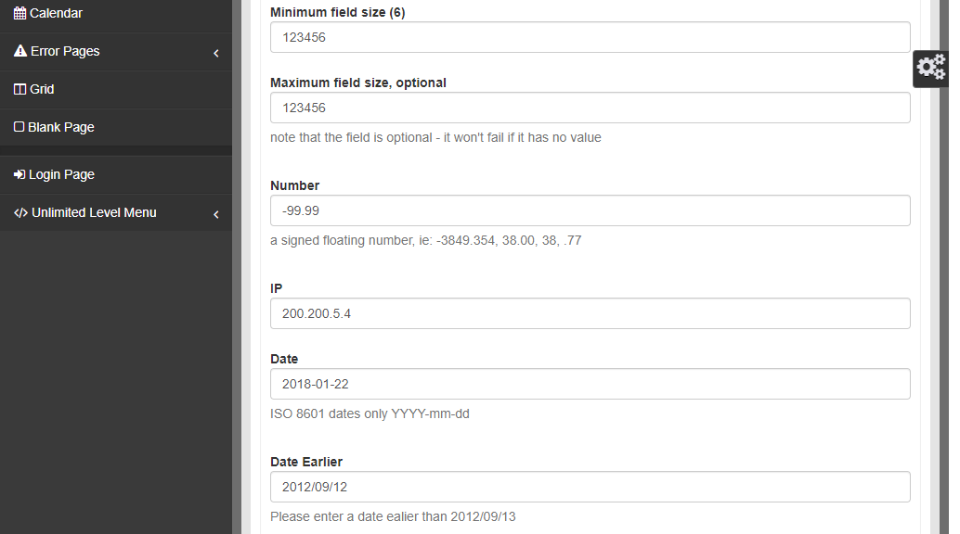 Calendar
Error Pages
Grid
Blank Page
Login Page
Unlimited Level Menu
Minimum field size (6)
123456
Maximum field size, optional
123456
note that the field is optional - it won't fail if it has no value
Number
-99.99
a signed floating number, ie: -3849.354, 38.00, 38, .77
IP
200.200.5.4
Date
2018-01-22
ISO 8601 dates only YYYY-mm-dd
Date Earlier
2012/09/12
Please enter a date ealier than 2012/09/13